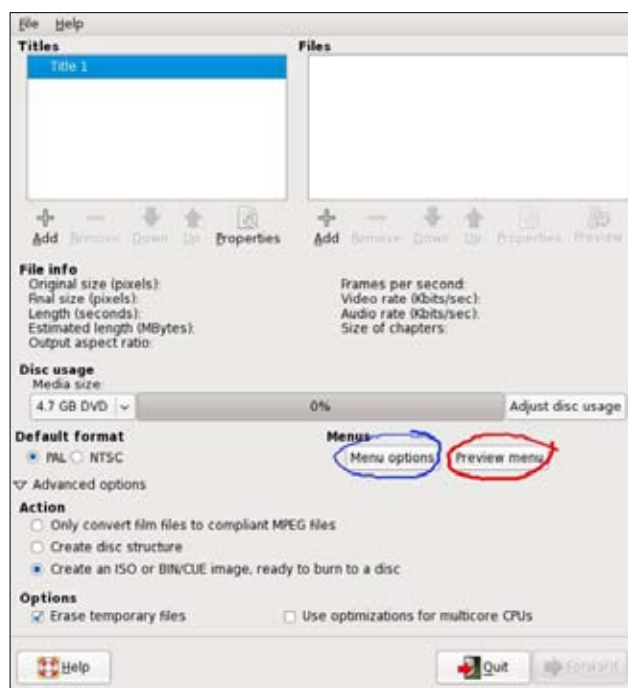 File Help
Titles
Files
Title 1
Add Remove Down Up Properties
Add Remove Down Up Properties Preview
File info
Original size (pixels):
Final size (pixels):
Length (seconds):
Estimated length (MBytes):
Output aspect ratio:
Frames per second:
Video rate (Kbits/sec):
Audio rate (Kbits/sec):
Size of chapters:
Disc usage
Media size
4.7 GB DVD 0% Adjust disc usage
Default format
PAL NTSC
Menus
Menu options Preview menu
Advanced options
Action
Only convert film files to compliant MPEG files
Create disc structure
Create an ISO or BIN/CUE image, ready to burn to a disc
Options
Erase temporary files Use optimizations for multicore CPUs
Help Quit Forward